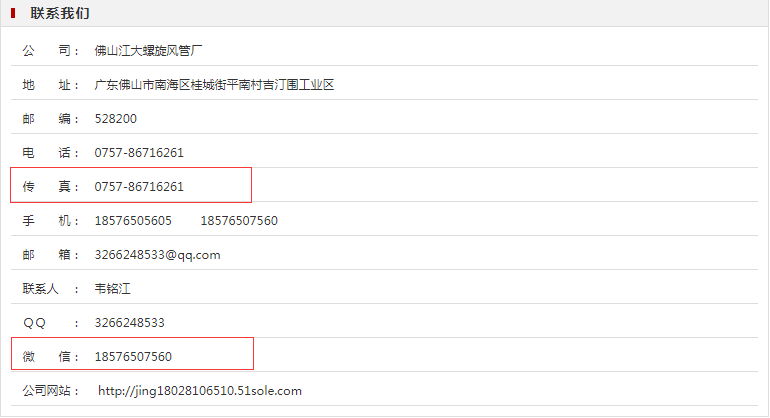 联系我们
公 司： 佛山江大螺旋风管厂
地 址： 广东佛山市南海区桂城街平南村吉汀围工业区
邮 编： 528200
电 话： 0757-86716261
传 真： 0757-86716261
手 机： 18576505605 18576507560
邮 箱： 3266248533@qq.com
联系人 ： 韦铭江
ＱＱ ： 3266248533
微 信： 18576507560
公司网站： http://jing18028106510.51sole.com